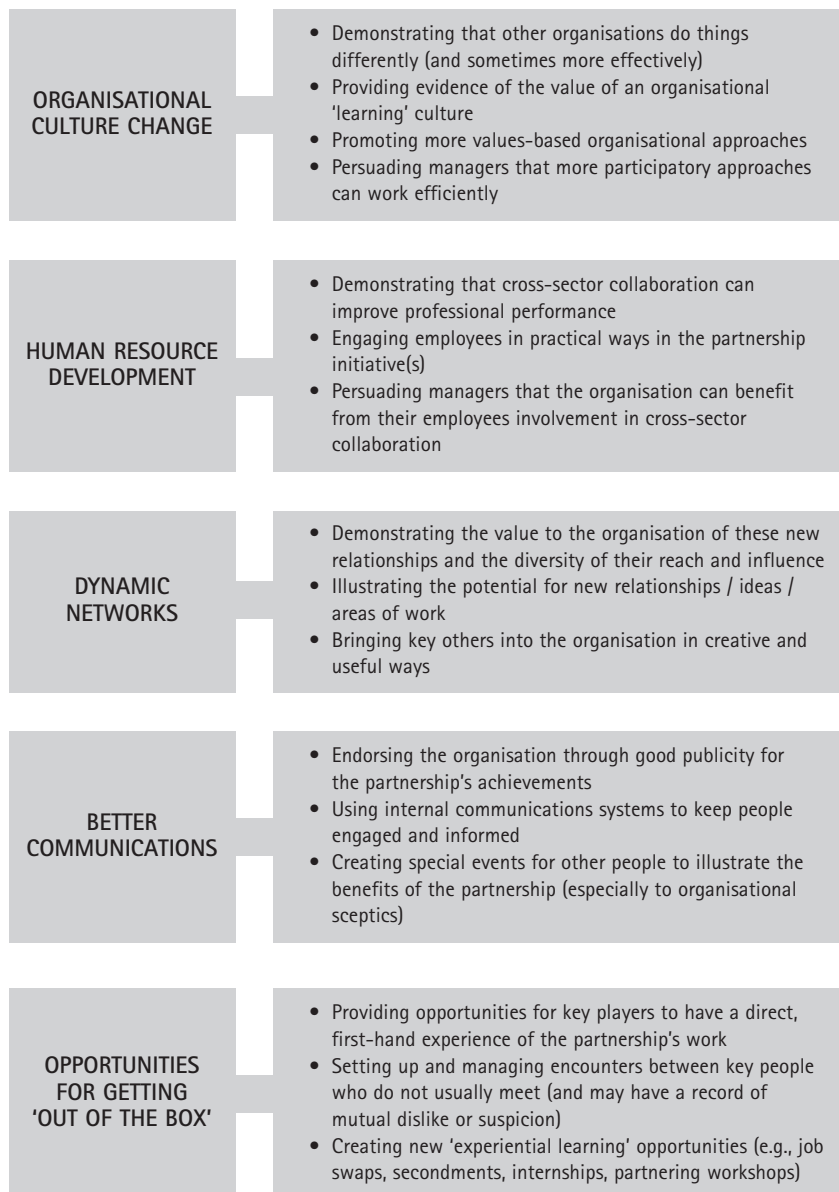 ORGANISATIONAL
CULTURE CHANGE
• Demonstrating that other organisations do things
differently (and sometimes more effectively)
• Providing evidence of the value of an organisational
'learning' culture
• Promoting more values-based organisational approaches
• Persuading managers that more participatory approaches
can work efficiently
HUMAN RESOURCE
DEVELOPMENT
• Demonstrating that cross-sector collaboration can
improve professional performance
• Engaging employees in practical ways in the partnership
initiative(s)
• Persuading managers that the organisation can benefit
from their employees involvement in cross-sector
collaboration
DYNAMIC
NETWORKS
• Demonstrating the value to the organisation of these new
relationships and the diversity of their reach and influence
• Illustrating the potential for new relationships / ideas /
areas of work
• Bringing key others into the organisation in creative and
useful ways
BETTER
COMMUNICATIONS
• Endorsing the organisation through good publicity for
the partnership's achievements
• Using internal communications systems to keep people
engaged and informed
• Creating special events for other people to illustrate the
benefits of the partnership (especially to organisational
sceptics)
OPPORTUNITIES
FOR GETTING
'OUT OF THE BOX'
• Providing opportunities for key players to have a direct,
first-hand experience of the partnership's work
• Setting up and managing encounters between key people
who do not usually meet (and may have a record of
mutual dislike or suspicion)
• Creating new 'experiential learning' opportunities (e.g., job
swaps, secondments, internships, partnering workshops)